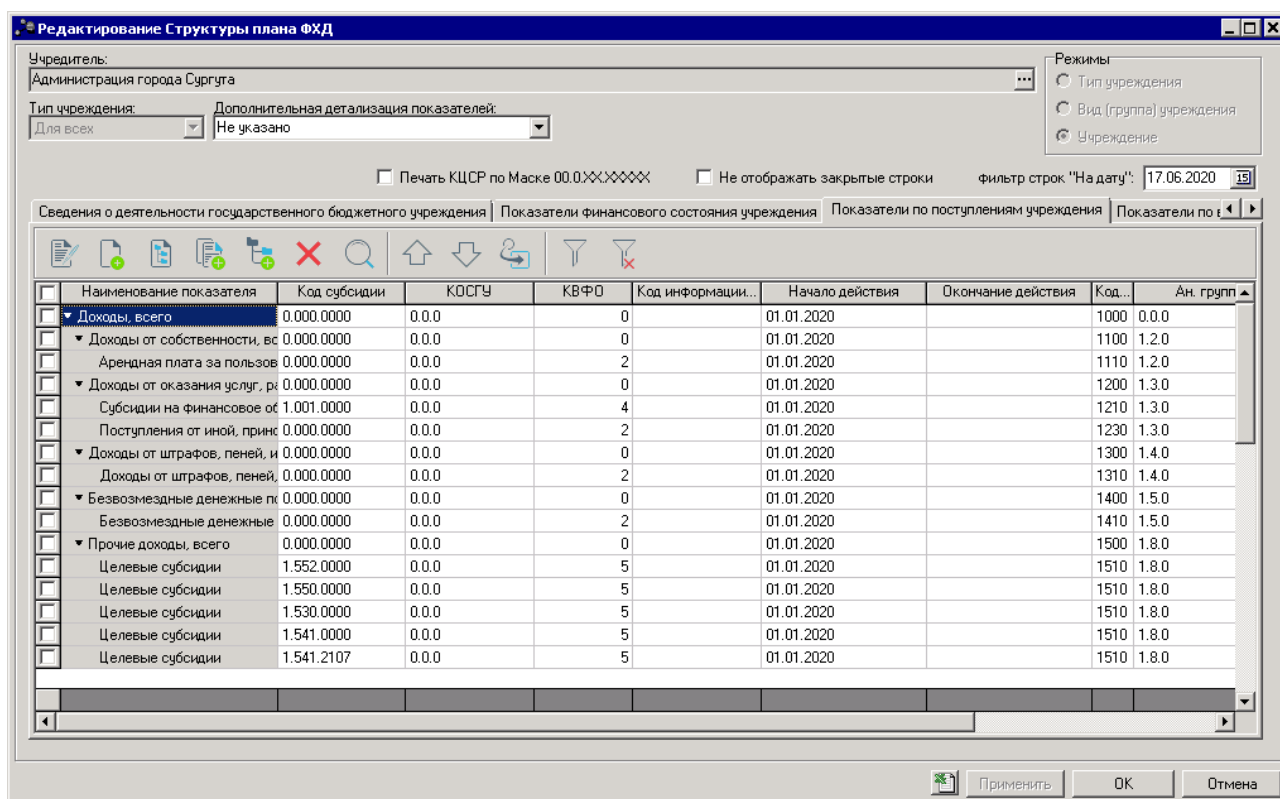 Редактирование Структуры плана ФХД
Учредитель:
Администрация города Сургута
Режимы
Тип учреждения
Вид (группа) учреждения
Учреждение
Тип учреждения: Дополнительная детализация показателей:
Для всех Не указано
Печать КЦСР по Маске 00.0.XX.XXXXX Не отображать закрытые строки фильтр строк "На дату": 17.06.2020 15
Сведения о деятельности государственного бюджетного учреждения Показатели финансового состояния учреждения Показатели по поступлениям учреждения Показатели по в
Наименование показателя Код субсидии КОСГУ КВФО Код информации... Начало действия Окончание действия Код... Ан. групп
Доходы, всего 0.000.0000 0.0.0 0 01.01.2020 1000 0.0.0
Доходы от собственности, вс 0.000.0000 0.0.0 0 01.01.2020 1100 1.2.0
Арендная плата за пользов 0.000.0000 0.0.0 2 01.01.2020 1110 1.2.0
Доходы от оказания услуг, ра 0.000.0000 0.0.0 0 01.01.2020 1200 1.3.0
Субсидии на финансовое об 1.001.0000 0.0.0 4 01.01.2020 1210 1.3.0
Поступления от иной, прино 0.000.0000 0.0.0 2 01.01.2020 1230 1.3.0
Доходы от штрафов, пеней, и 0.000.0000 0.0.0 0 01.01.2020 1300 1.4.0
Доходы от штрафов, пеней, 0.000.0000 0.0.0 2 01.01.2020 1310 1.4.0
Безвозмездные денежные по 0.000.0000 0.0.0 0 01.01.2020 1400 1.5.0
Безвозмездные денежные 0.000.0000 0.0.0 2 01.01.2020 1410 1.5.0
Прочие доходы, всего 0.000.0000 0.0.0 0 01.01.2020 1500 1.8.0
Целевые субсидии 1.552.0000 0.0.0 5 01.01.2020 1510 1.8.0
Целевые субсидии 1.550.0000 0.0.0 5 01.01.2020 1510 1.8.0
Целевые субсидии 1.530.0000 0.0.0 5 01.01.2020 1510 1.8.0
Целевые субсидии 1.541.0000 0.0.0 5 01.01.2020 1510 1.8.0
Целевые субсидии 1.541.2107 0.0.0 5 01.01.2020 1510 1.8.0
Применить OK Отмена